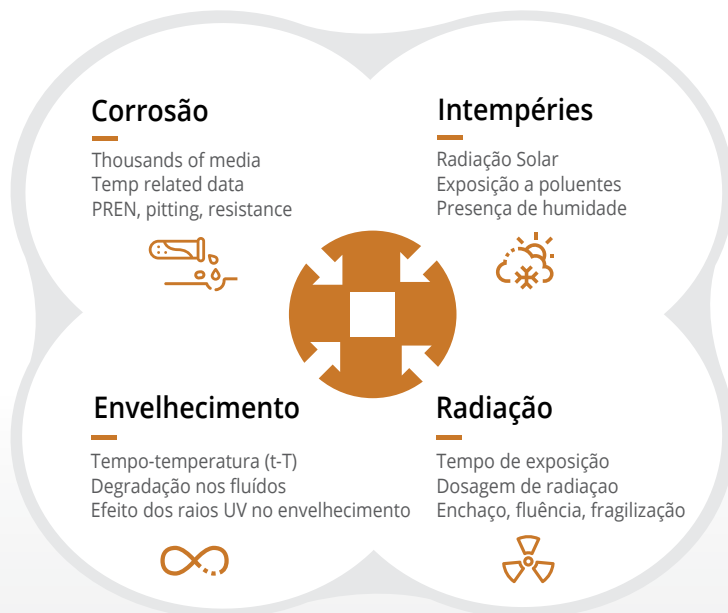 Corrosão
Thousands of media
Temp related data
PREN, pitting, resistance
Intempéries
Radiação Solar
Exposição a poluentes
Presença de humidade
Envelhecimento
Tempo-temperatura (t-T)
Degradação nos fluídos
Efeito dos raios UV no envelhecimento
Radiação
Tempo de exposição
Dosagem de radiaçao
Enchaço, fluência, fragilização